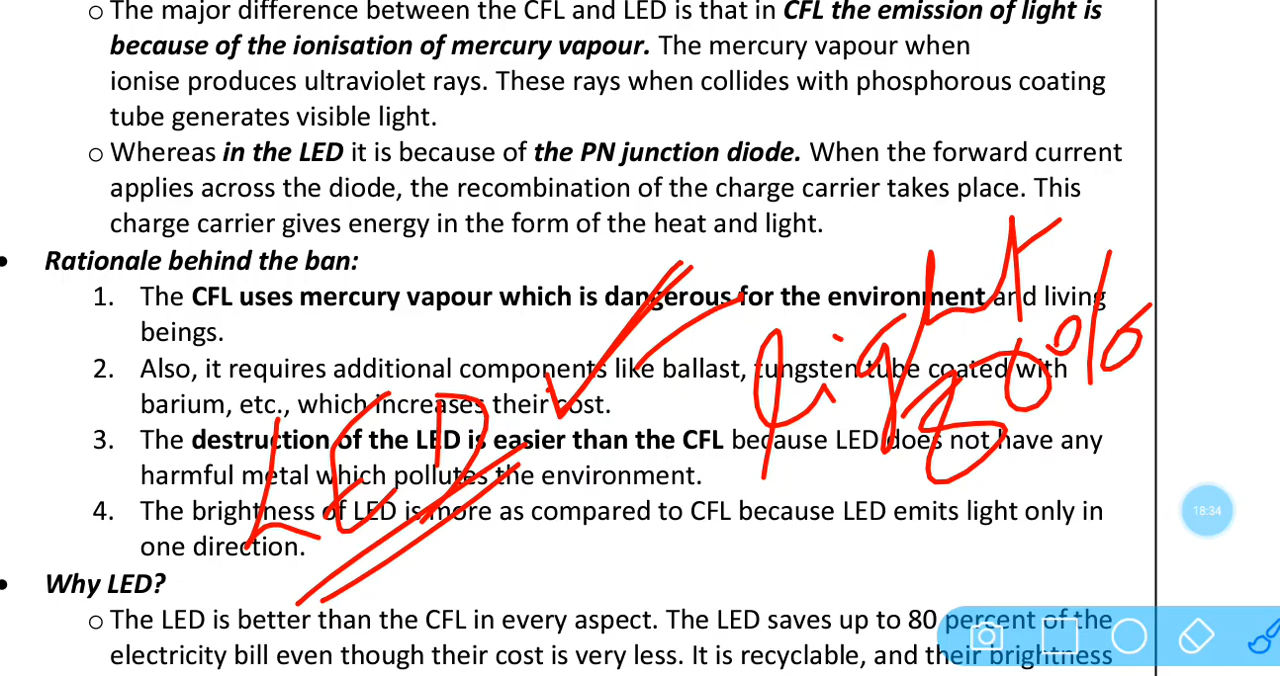 o The major difference between the CFL and LED is that in CFL the emission of light is
because of the ionisation of mercury vapour. The mercury vapour when
ionise produces ultraviolet rays. These rays when collides with phosphorous coating
tube generates visible light.
o Whereas in the LED it is because of the PN junction diode. When the forward current
applies across the diode, the recombination of the charge carrier takes place. This
charge carrier gives energy in the form of the heat and light.
• Rationale behind the ban:
1. The CFL uses mercury vapour which is dangerous for the environment and living
beings.
2. Also, it requires additional components like ballast, tungsten tube coated with
barium, etc., which increases their cost.
3. The destruction of the LED is easier than the CFL because LED does not have any
harmful metal which pollutes the environment.
4. The brightness of LED is more as compared to CFL because LED emits light only in
one direction.
• Why LED?
o The LED is better than the CFL in every aspect. The LED saves up to 80 percent of the
electricity bill even though their cost is very less. It is recyclable, and their brightness
LED
light
80%
18:34